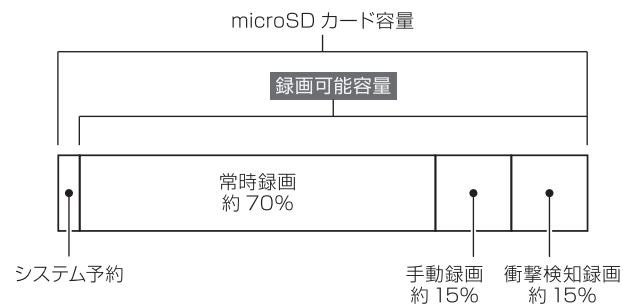 microSD カード容量
録画可能容量
常時録画
約 70%
システム予約
手動録画
約 15%
衝撃検知録画
約 15%